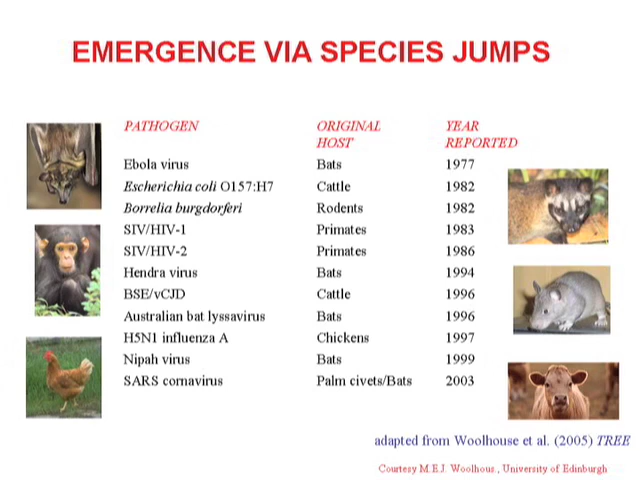 EMERGENCE VIA SPECIES JUMPS
PATHOGEN ORIGINAL HOST YEAR REPORTED
Ebola virus Bats 1977
Escherichia coli O157:H7 Cattle 1982
Borrelia burgdorferi Rodents 1982
SIV/HIV-1 Primates 1983
SIV/HIV-2 Primates 1986
Hendra virus Bats 1994
BSE/vCJD Cattle 1996
Australian bat lyssavirus Bats 1996
H5N1 influenza A Chickens 1997
Nipah virus Bats 1999
SARS cornavirus Palm civets/Bats 2003
adapted from Woolhouse et al. (2005) TREE
Courtesy M.E.J. Woolhous., University of Edinburgh